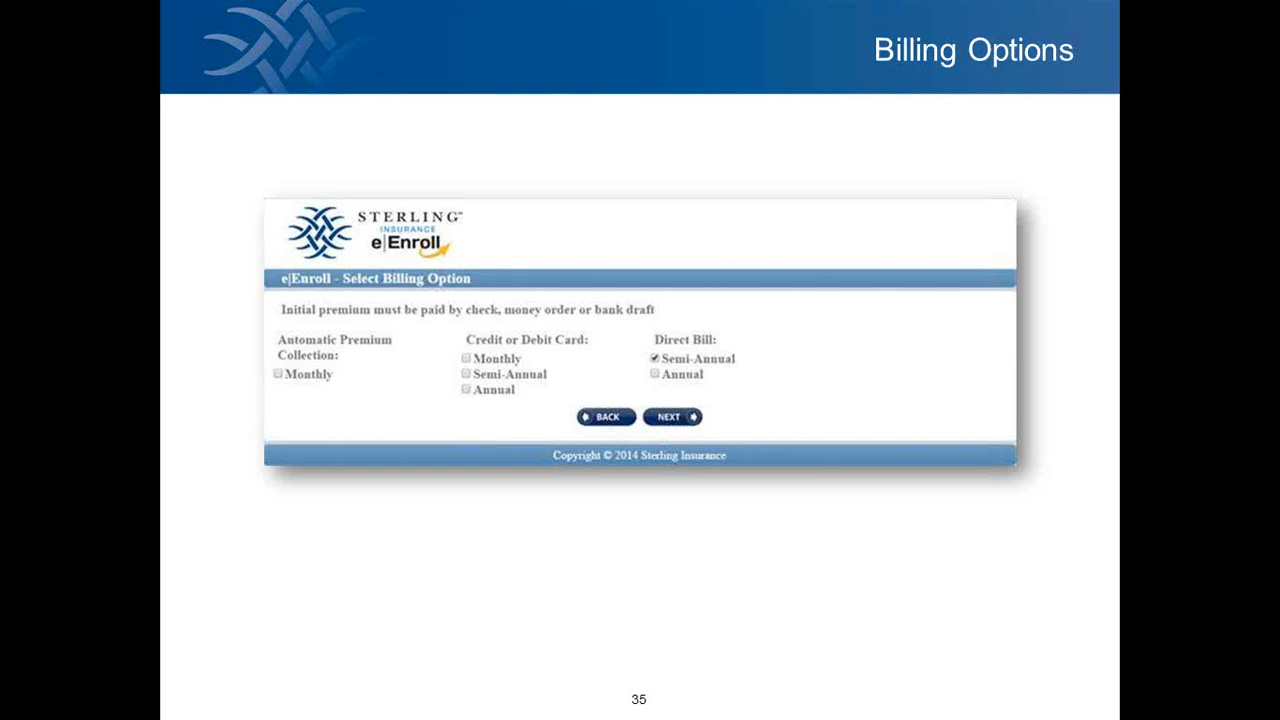 Billing Options
STERLING™
INSURANCE
e|Enroll
e|Enroll - Select Billing Option
Initial premium must be paid by check, money order or bank draft
Automatic Premium
Collection:
Monthly
Credit or Debit Card:
Monthly
Semi-Annual
Annual
Direct Bill:
Semi-Annual
Annual
BACK
NEXT
Copyright © 2014 Sterling Insurance
35